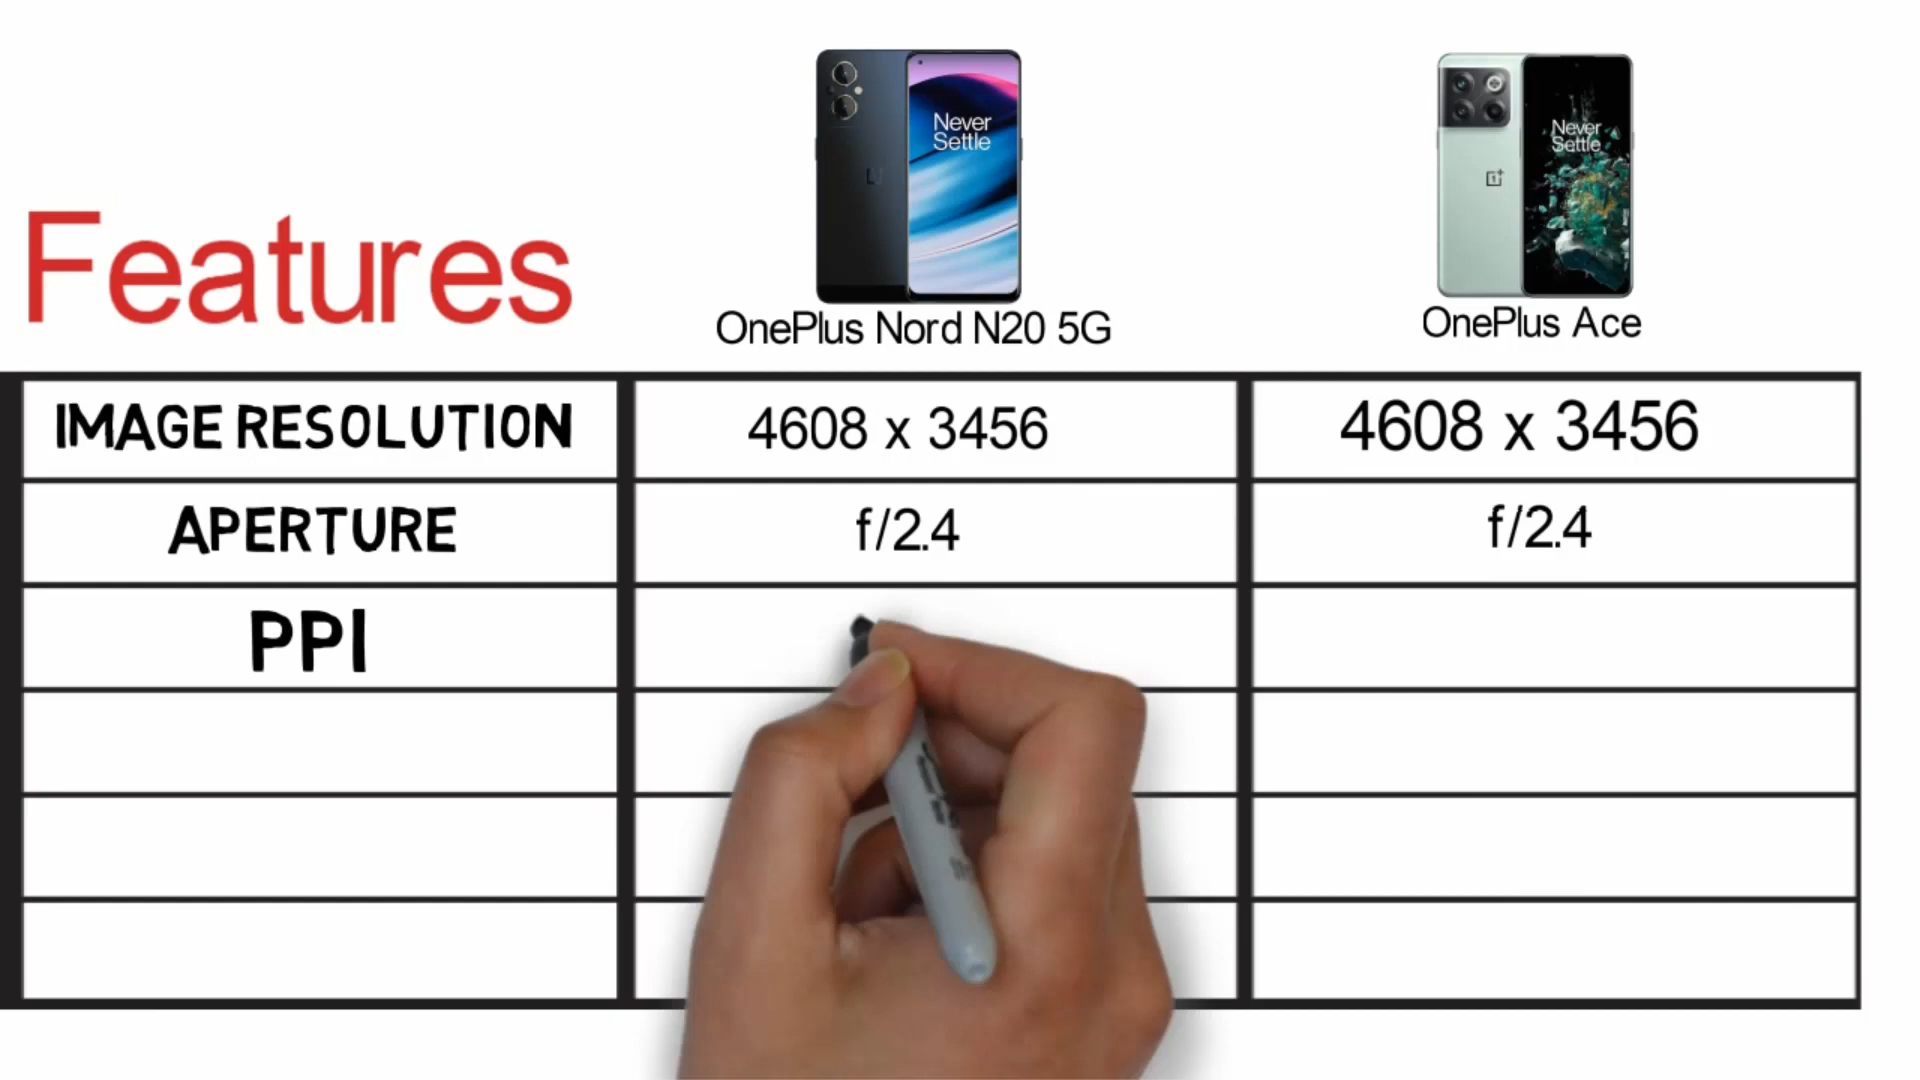 Never
Settle
Never
Settle
Features
OnePlus Nord N20 5G
OnePlus Ace
IMAGE RESOLUTION
4608 x 3456
4608 x 3456
APERTURE
f/2.4
f/2.4
PPI